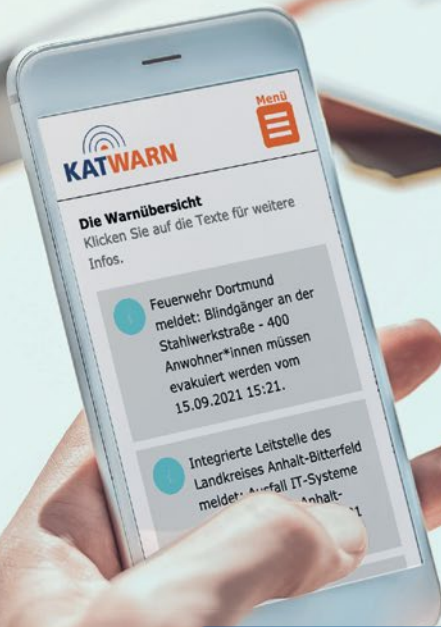 Menü
KATWARN
Die Warnübersicht
Klicken Sie auf die Texte für weitere
Infos.
Feuerwehr Dortmund
meldet: Blindgänger an der
Stahlwerkstraße - 400
Anwohner*innen müssen
evakuiert werden vom
15.09.2021 15:21.
Integrierte Leitstelle des
Landkreises Anhalt-Bitterfeld
meldet: Ausfall IT-Systeme
Anhalt-